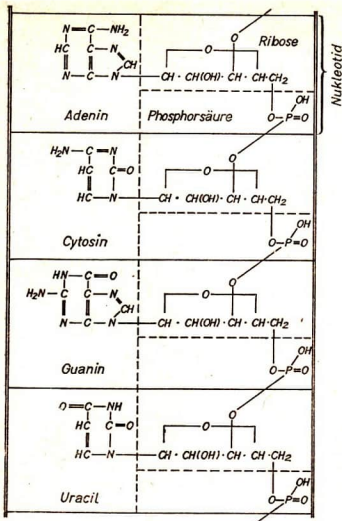 N=C–NH2 O Ribose
HC C–N
N–C–N CH CH · CH(OH) · CH · CH · CH2
Adenin Phosphorsäure O–P=O OH
Nukleotid
H2N–C=N O O
HC C=O
HC–N CH · CH(OH) · CH · CH · CH2
Cytosin O–P=O OH
HN–C=O O O
H2N–C C–N
N–C–N CH CH · CH(OH) · CH · CH · CH2
Guanin O–P=O OH
O=C–NH O O
HC C=O
HC–N CH · CH(OH) · CH · CH · CH2
Uracil O–P=O OH